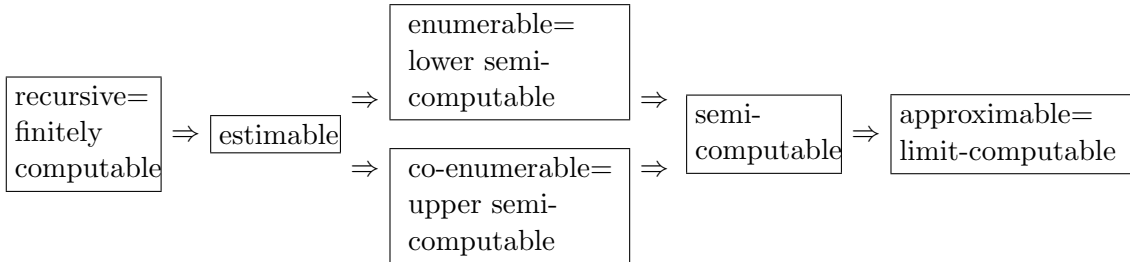 recursive=
finitely
computable
⇒
estimable
⇒
⇒
enumerable=
lower semi-
computable
co-enumerable=
upper semi-
computable
⇒
⇒
semi-
computable
⇒
approximable=
limit-computable